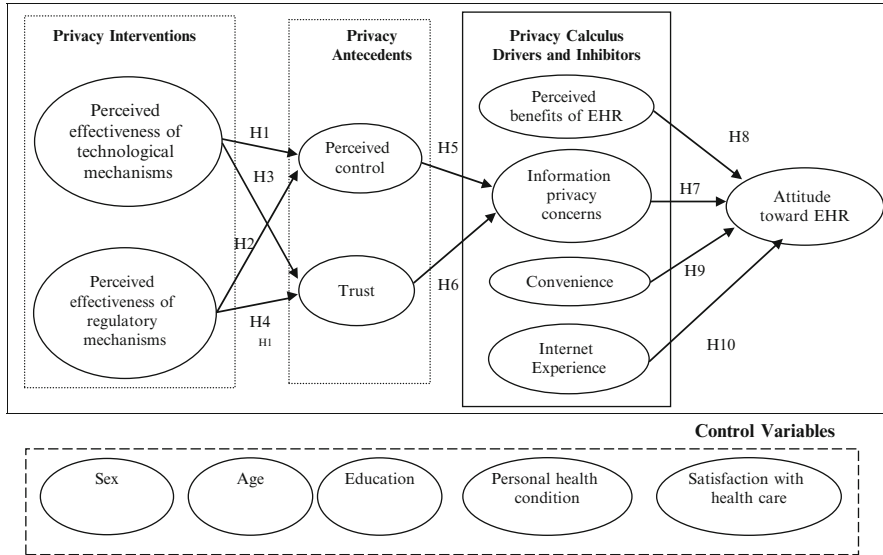 Privacy Interventions
Perceived
effectiveness of
technological
mechanisms
Perceived
effectiveness of
regulatory
mechanisms
H1
H3
H2
H4
H1
Privacy
Antecedents
Perceived
control
Trust
H5
H6
Privacy Calculus
Drivers and Inhibitors
Perceived
benefits of EHR
Information
privacy
concerns
Convenience
Internet
Experience
H8
H7
H9
H10
Attitude
toward EHR
Control Variables
Sex
Age
Education
Personal health
condition
Satisfaction with
health care